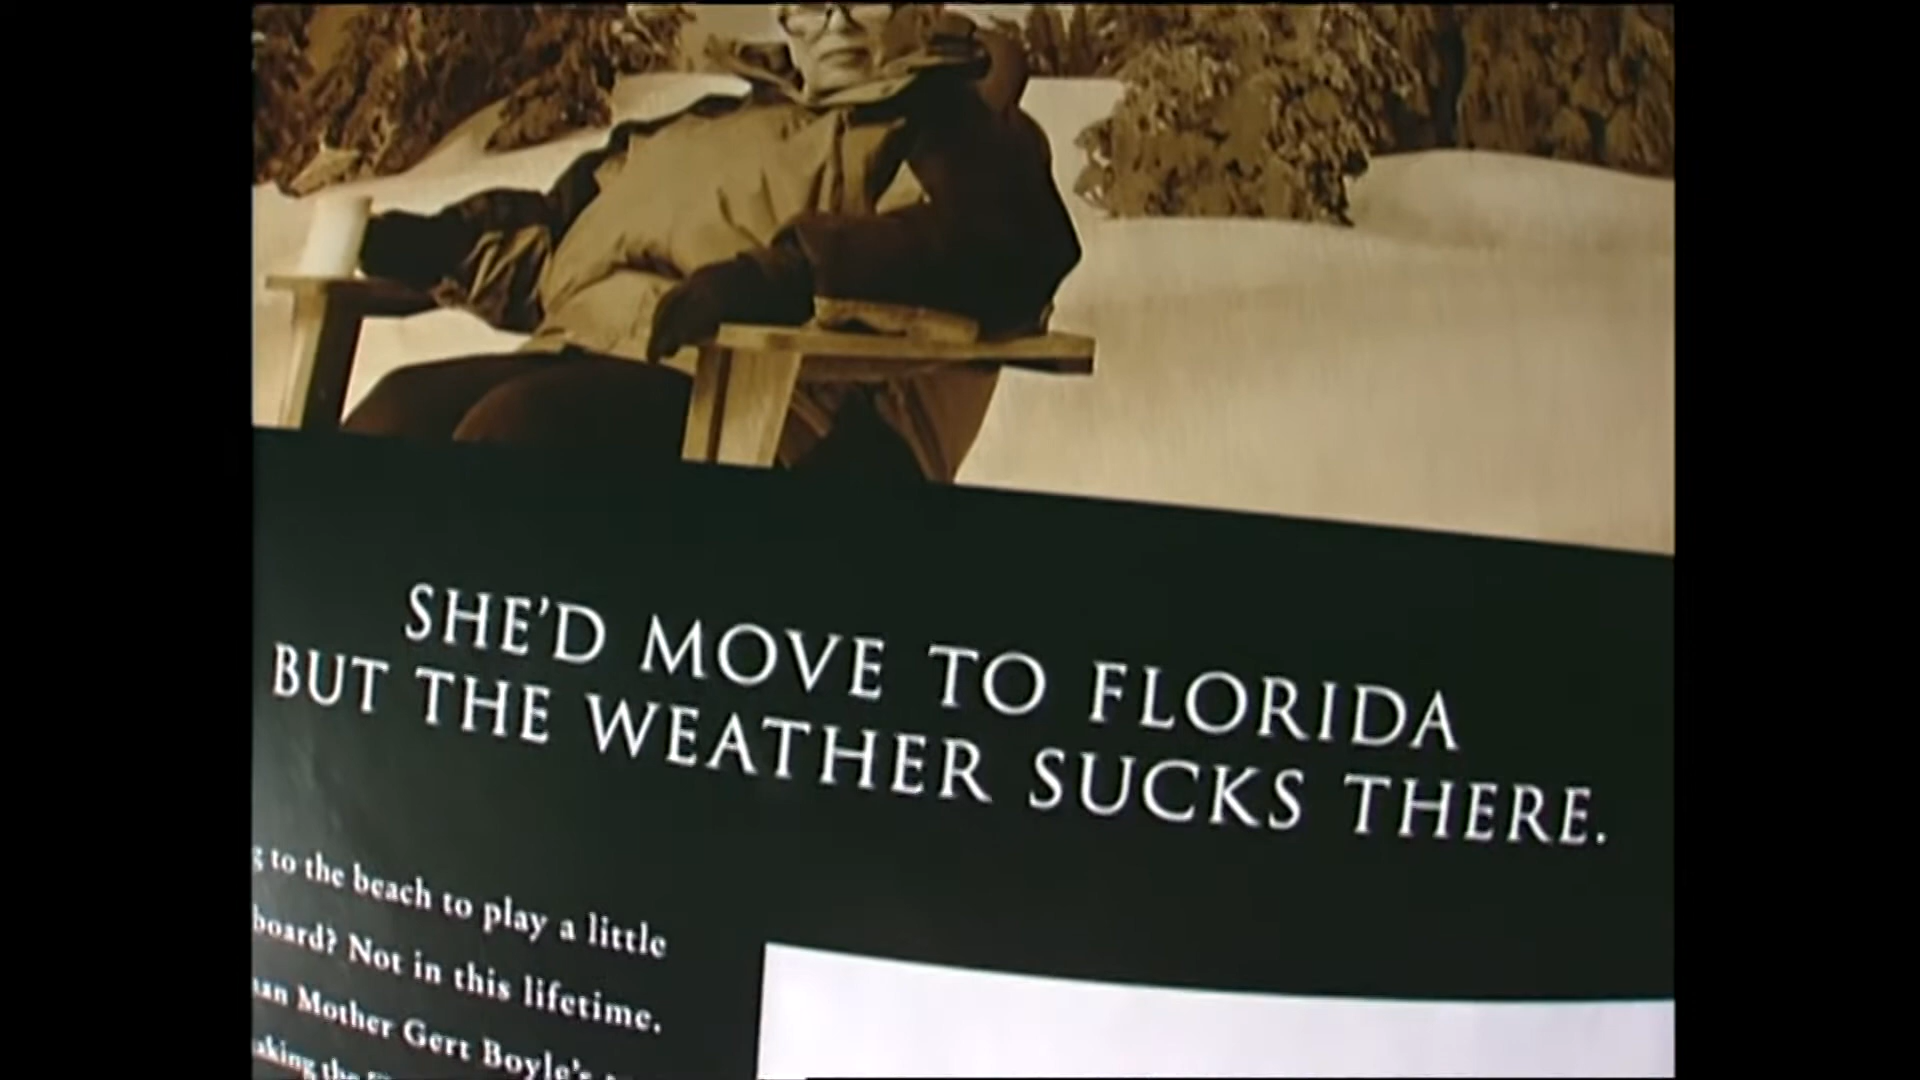 SHE'D MOVE TO FLORIDA
BUT THE WEATHER SUCKS THERE.
to the beach to play a little
board? Not in this lifetime.
Mother Gert Boyle's
the